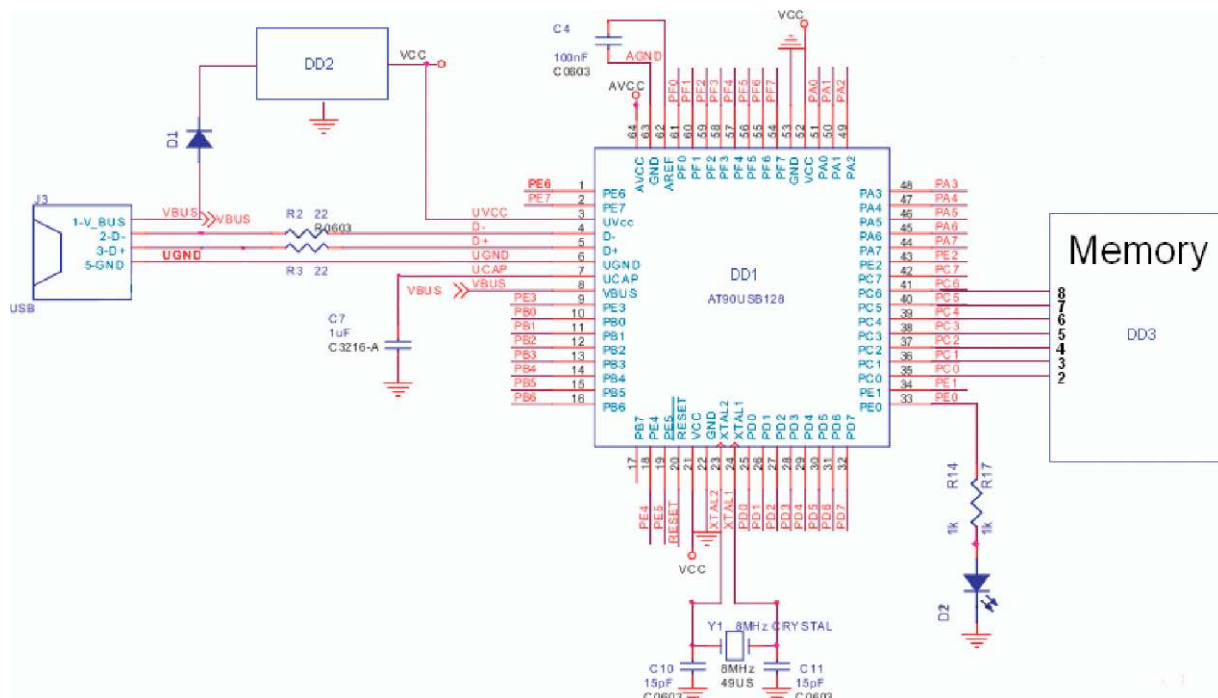 VCC
DD2
D1
J3
1-V_BUS
2-D-
3-D+
5-GND
USB
VBUS
VBUS
R2 22
R0603
UGND
R3 22
C7
1uF
C3216-A
VBUS
UVCC
D-
D+
UGND
UCAP
VBUS
C4
100nF
C0603
AGND
AVCC
VCC
PF0
PF1
PF2
PF3
PF4
PF5
PF6
PF7
PA0
PA1
PA2
64
63
62
61
60
59
58
57
56
55
54
53
52
51
50
49
AVCC
GND
AREF
PF0
PF1
PF2
PF3
PF4
PF5
PF6
PF7
GND
VCC
PA0
PA1
PA2
PE6
PE7
PE3
PB0
PB1
PB2
PB3
PB4
PB5
PB6
1
2
3
4
5
6
7
8
9
10
11
12
13
14
15
16
PE6
PE7
UVcc
D-
D+
UGND
UCAP
VBUS
PE3
PB0
PB1
PB2
PB3
PB4
PB5
PB6
DD1
AT90USB128
PA3
PA4
PA5
PA6
PA7
PE2
PC7
PC6
PC5
PC4
PC3
PC2
PC1
PC0
PE1
PE0
48
47
46
45
44
43
42
41
40
39
38
37
36
35
34
33
PA3
PA4
PA5
PA6
PA7
PE2
PC7
PC6
PC5
PC4
PC3
PC2
PC1
PC0
PE1
PE0
Memory
DD3
8
7
6
5
4
3
2
PB7
PE4
PE5
RESET
VCC
GND
XTAL2
XTAL1
PD0
PD1
PD2
PD3
PD4
PD5
PD6
PD7
17
18
19
20
21
22
23
24
25
26
27
28
29
30
31
32
PE4
PE5
RESET
XTAL2
XTAL1
PD0
PD1
PD2
PD3
PD4
PD5
PD6
PD7
VCC
R14
R17
1k
1k
D2
Y1 8MHz CRYSTAL
8MHz
49US
C10
15pF
C0603
C11
15pF
C0603